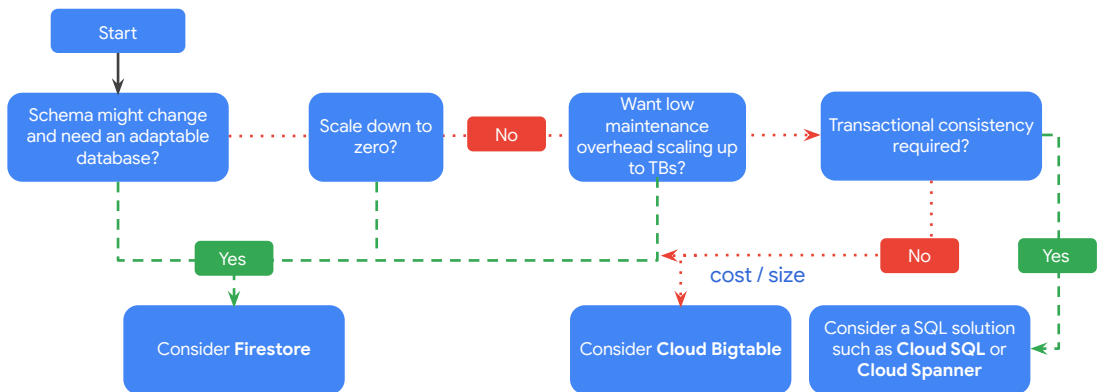 Start
Schema might change
and need an adaptable
database?
Scale down to
zero?
No
Want low
maintenance
overhead scaling up
to TBs?
Transactional consistency
required?
Yes
No
Yes
cost / size
Consider Firestore
Consider Cloud Bigtable
Consider a SQL solution
such as Cloud SQL or
Cloud Spanner